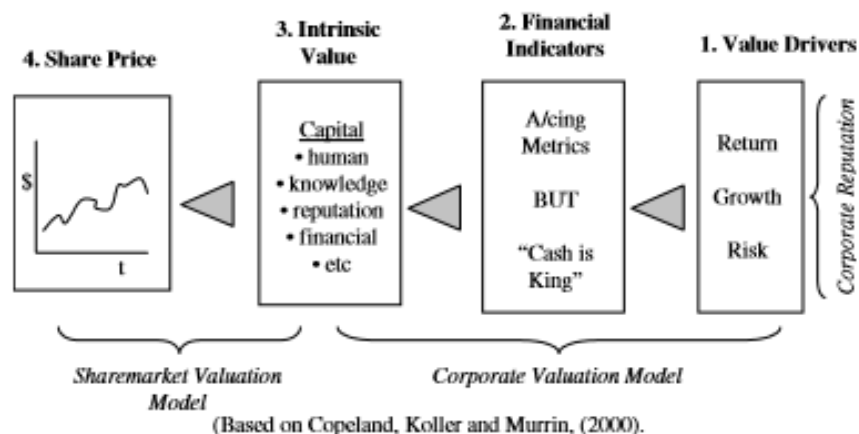 4. Share Price
3. Intrinsic
Value
2. Financial
Indicators
1. Value Drivers
$
t
Capital
• human
• knowledge
• reputation
• financial
• etc
A/cing
Metrics
BUT
“Cash is
King”
Return
Growth
Risk
Corporate Reputation
Sharemarket Valuation
Model
Corporate Valuation Model
(Based on Copeland, Koller and Murrin, (2000).